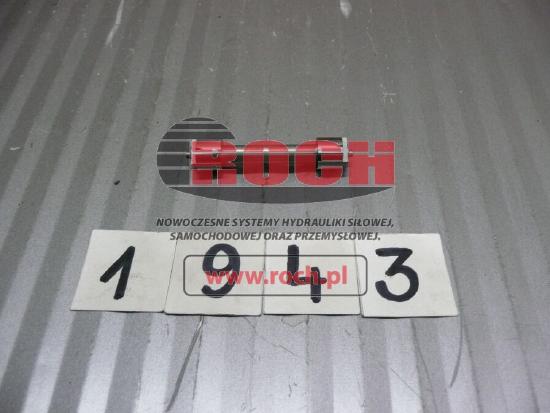 ROCH
NOWOCZESNE SYSTEMY HYDRAULIKI SIŁOWEJ,
SAMOCHODOWEJ ORAZ PRZEMYSŁOWEJ.
1 9 4 3
www.roch.pl